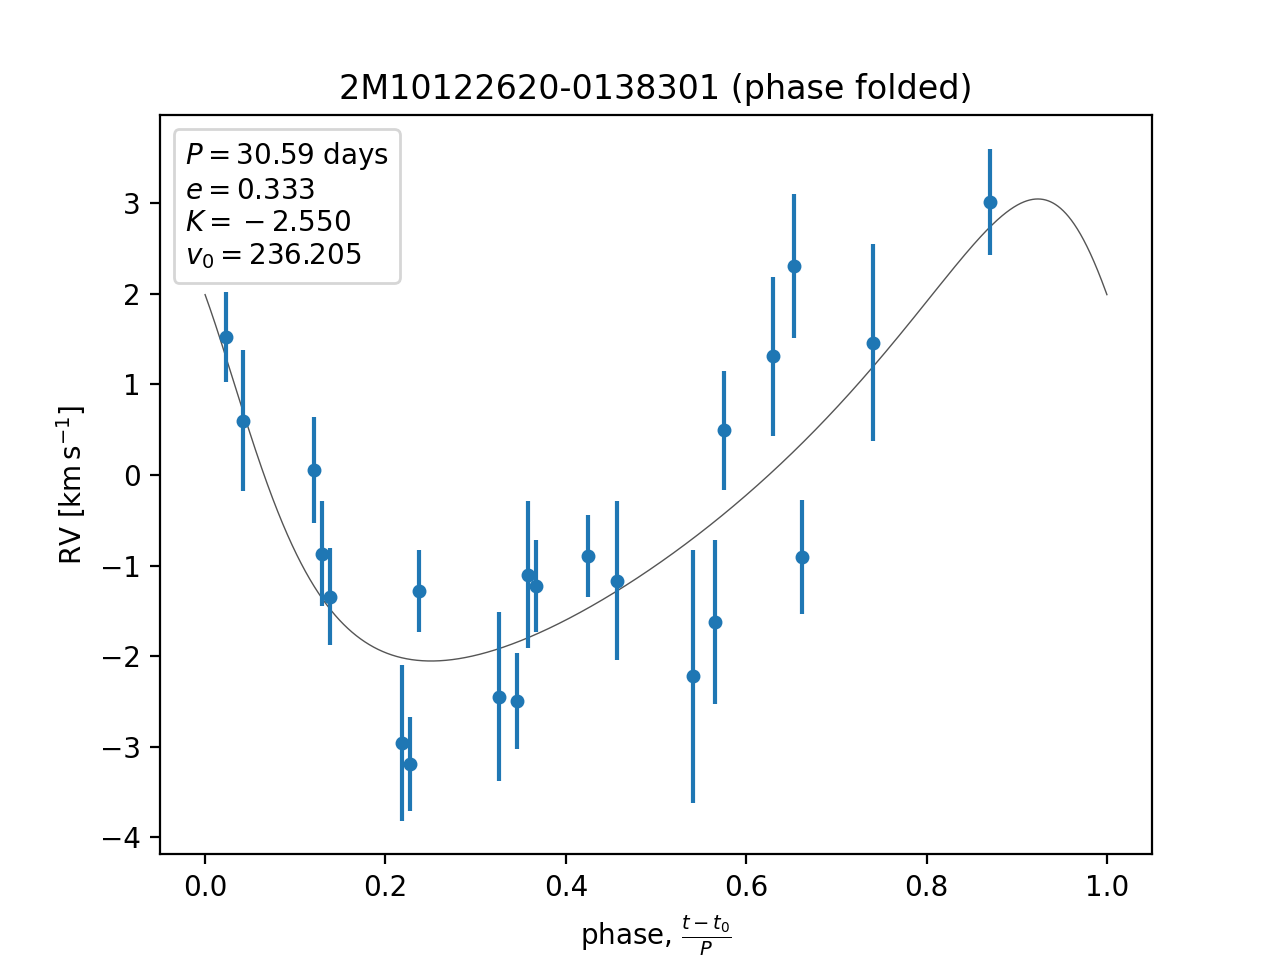 2M10122620-0138301 (phase folded)
P = 30.59 days
e = 0.333
K = −2.550
v₀ = 236.205
3
2
1
0
−1
−2
−3
−4
RV [km s⁻¹]
0.0 0.2 0.4 0.6 0.8 1.0
phase, (t − t₀)/P